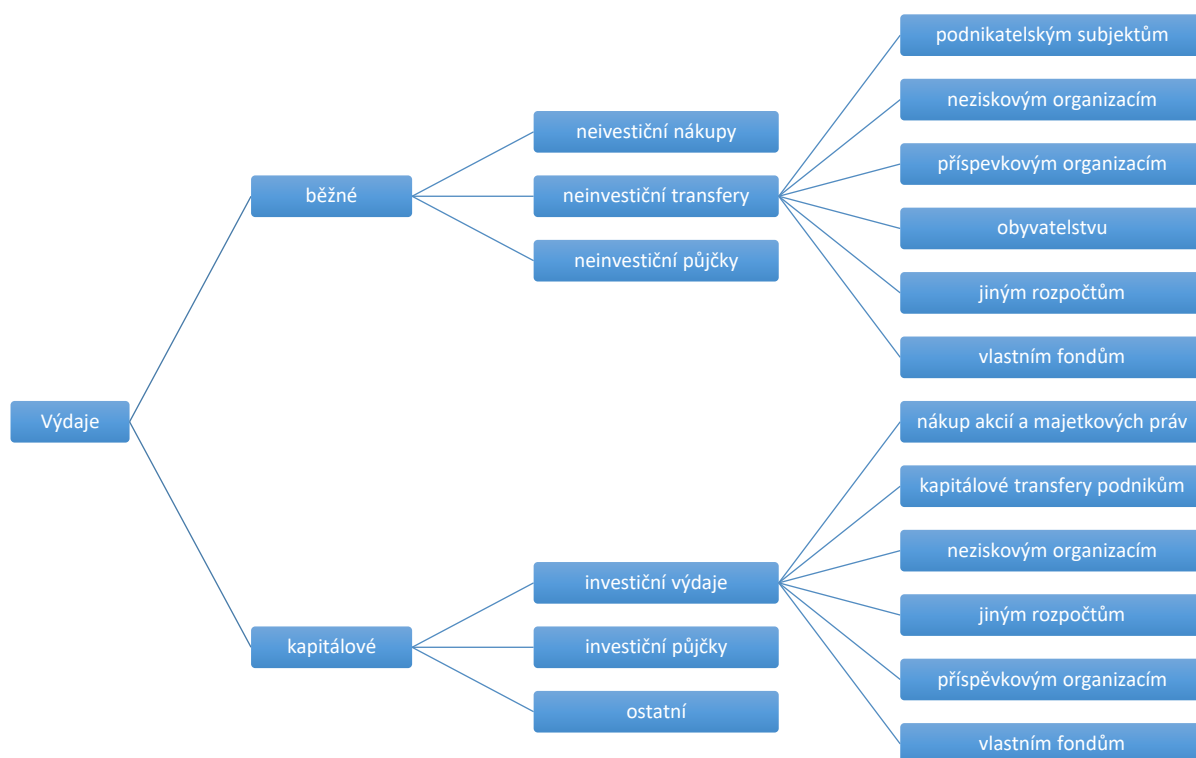 Výdaje
běžné
neivestiční nákupy
neinvestiční transfery
podnikatelským subjektům
neziskovým organizacím
příspevkovým organizacím
obyvatelstvu
jiným rozpočtům
vlastním fondům
neinvestiční půjčky
kapitálové
investiční výdaje
nákup akcií a majetkových práv
kapitálové transfery podnikům
neziskovým organizacím
jiným rozpočtům
příspěvkovým organizacím
vlastním fondům
investiční půjčky
ostatní